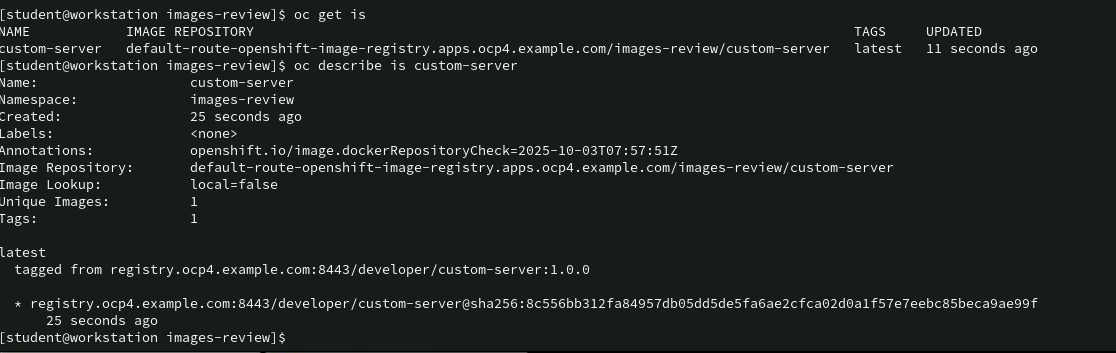 [student@workstation images-review]$ oc get is
NAME IMAGE REPOSITORY TAGS UPDATED
custom-server default-route-openshift-image-registry.apps.ocp4.example.com/images-review/custom-server latest 11 seconds ago
[student@workstation images-review]$ oc describe is custom-server
Name: custom-server
Namespace: images-review
Created: 25 seconds ago
Labels: <none>
Annotations: openshift.io/image.dockerRepositoryCheck=2025-10-03T07:57:51Z
Image Repository: default-route-openshift-image-registry.apps.ocp4.example.com/images-review/custom-server
Image Lookup: local=false
Unique Images: 1
Tags: 1
latest
tagged from registry.ocp4.example.com:8443/developer/custom-server:1.0.0
* registry.ocp4.example.com:8443/developer/custom-server@sha256:8c556bb312fa84957db05dd5de5fa6ae2cfca02d0a1f57e7eebc85beca9ae99f
25 seconds ago
[student@workstation images-review]$